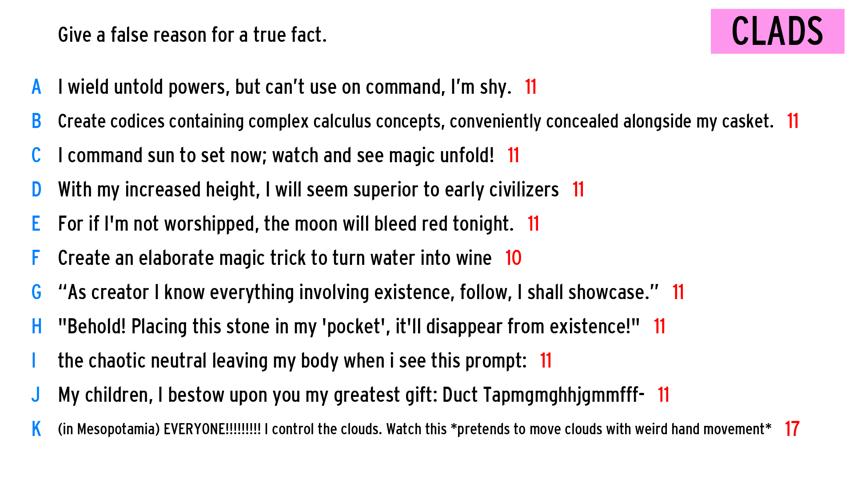 Give a false reason for a true fact.
CLADS
A I wield untold powers, but can't use on command, I'm shy. 11
B Create codices containing complex calculus concepts, conveniently concealed alongside my casket. 11
C I command sun to set now; watch and see magic unfold! 11
D With my increased height, I will seem superior to early civilizers 11
E For if I'm not worshipped, the moon will bleed red tonight. 11
F Create an elaborate magic trick to turn water into wine 10
G “As creator I know everything involving existence, follow, I shall showcase.” 11
H "Behold! Placing this stone in my 'pocket', it'll disappear from existence!" 11
I the chaotic neutral leaving my body when i see this prompt: 11
J My children, I bestow upon you my greatest gift: Duct Tapmgmghhjgmmfff- 11
K (in Mesopotamia) EVERYONE!!!!!!!!! I control the clouds. Watch this *pretends to move clouds with weird hand movement* 17